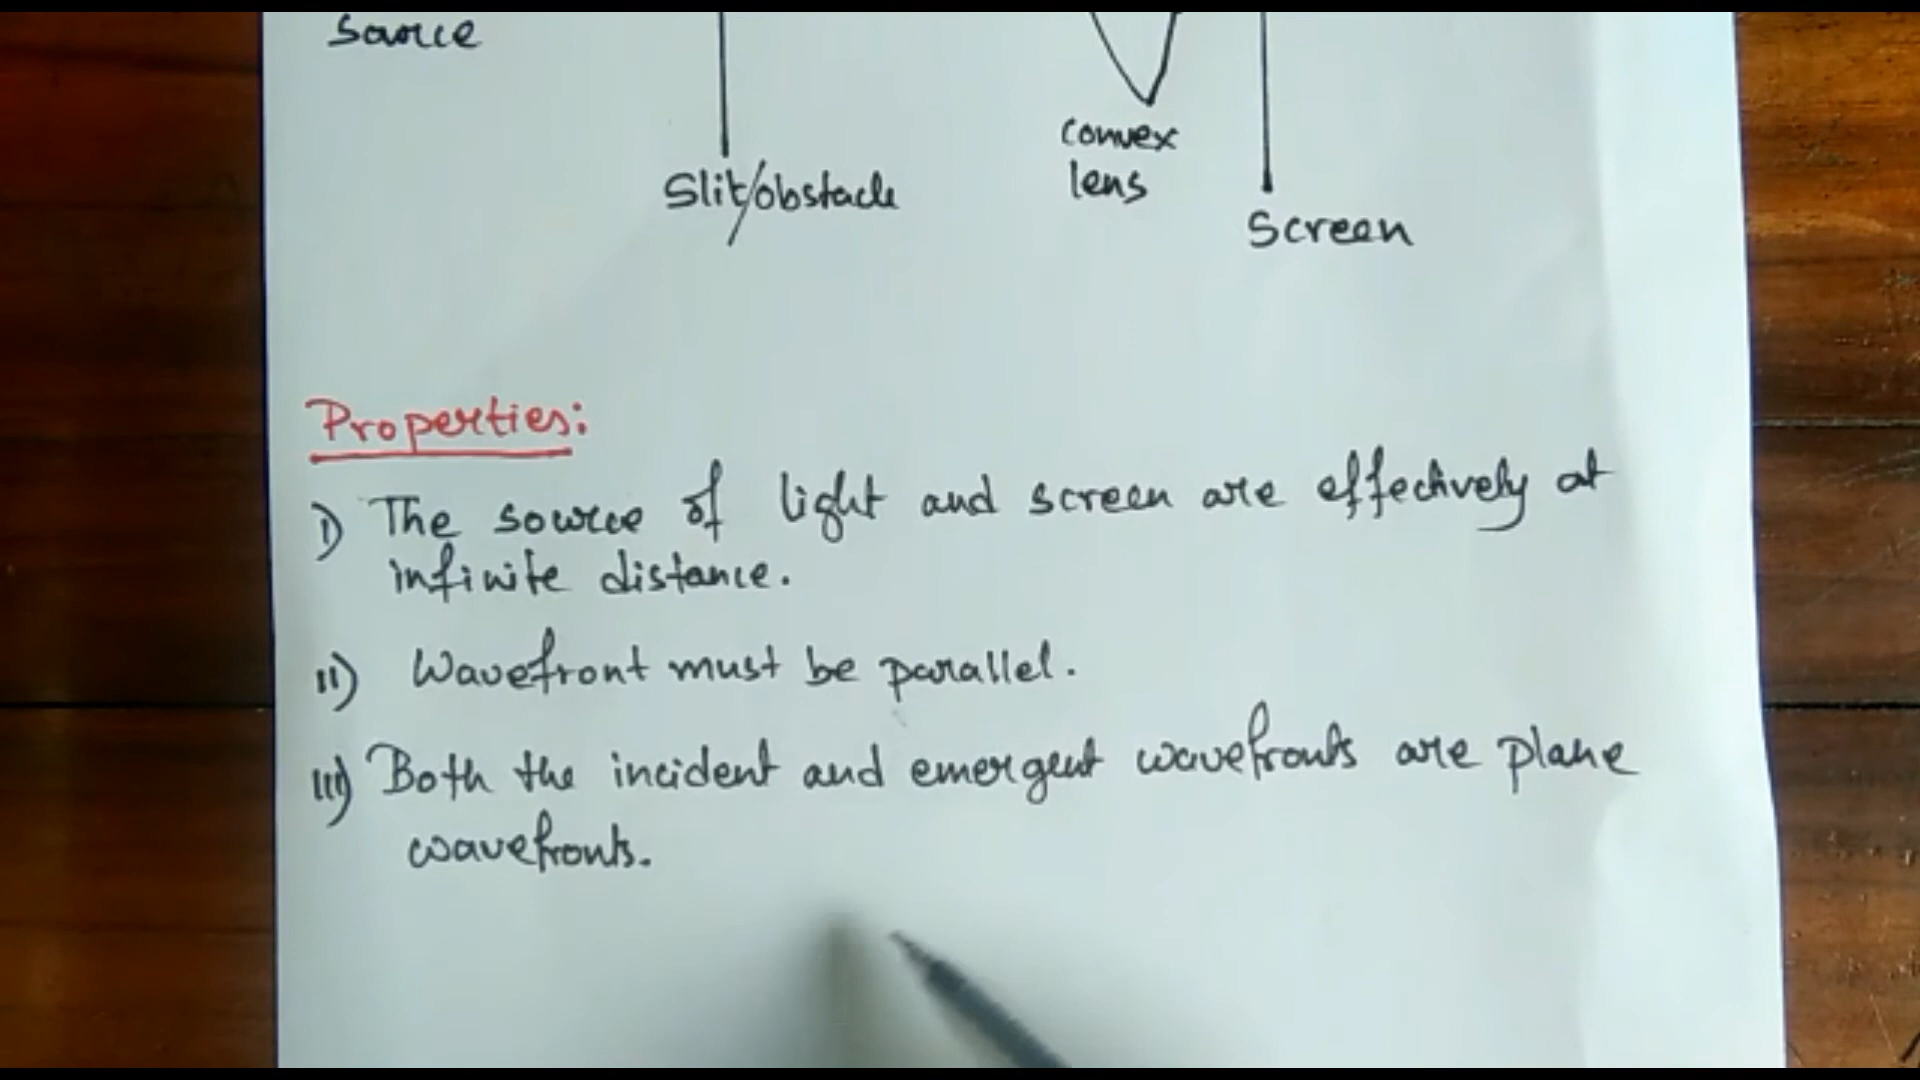 Source
Slit/obstacle
Convex
lens
Screen
Properties:
I) The source of light and screen are effectively at
infinite distance.
II) Wavefront must be parallel.
III) Both the incident and emergent wavefronts are plane
wavefronts.